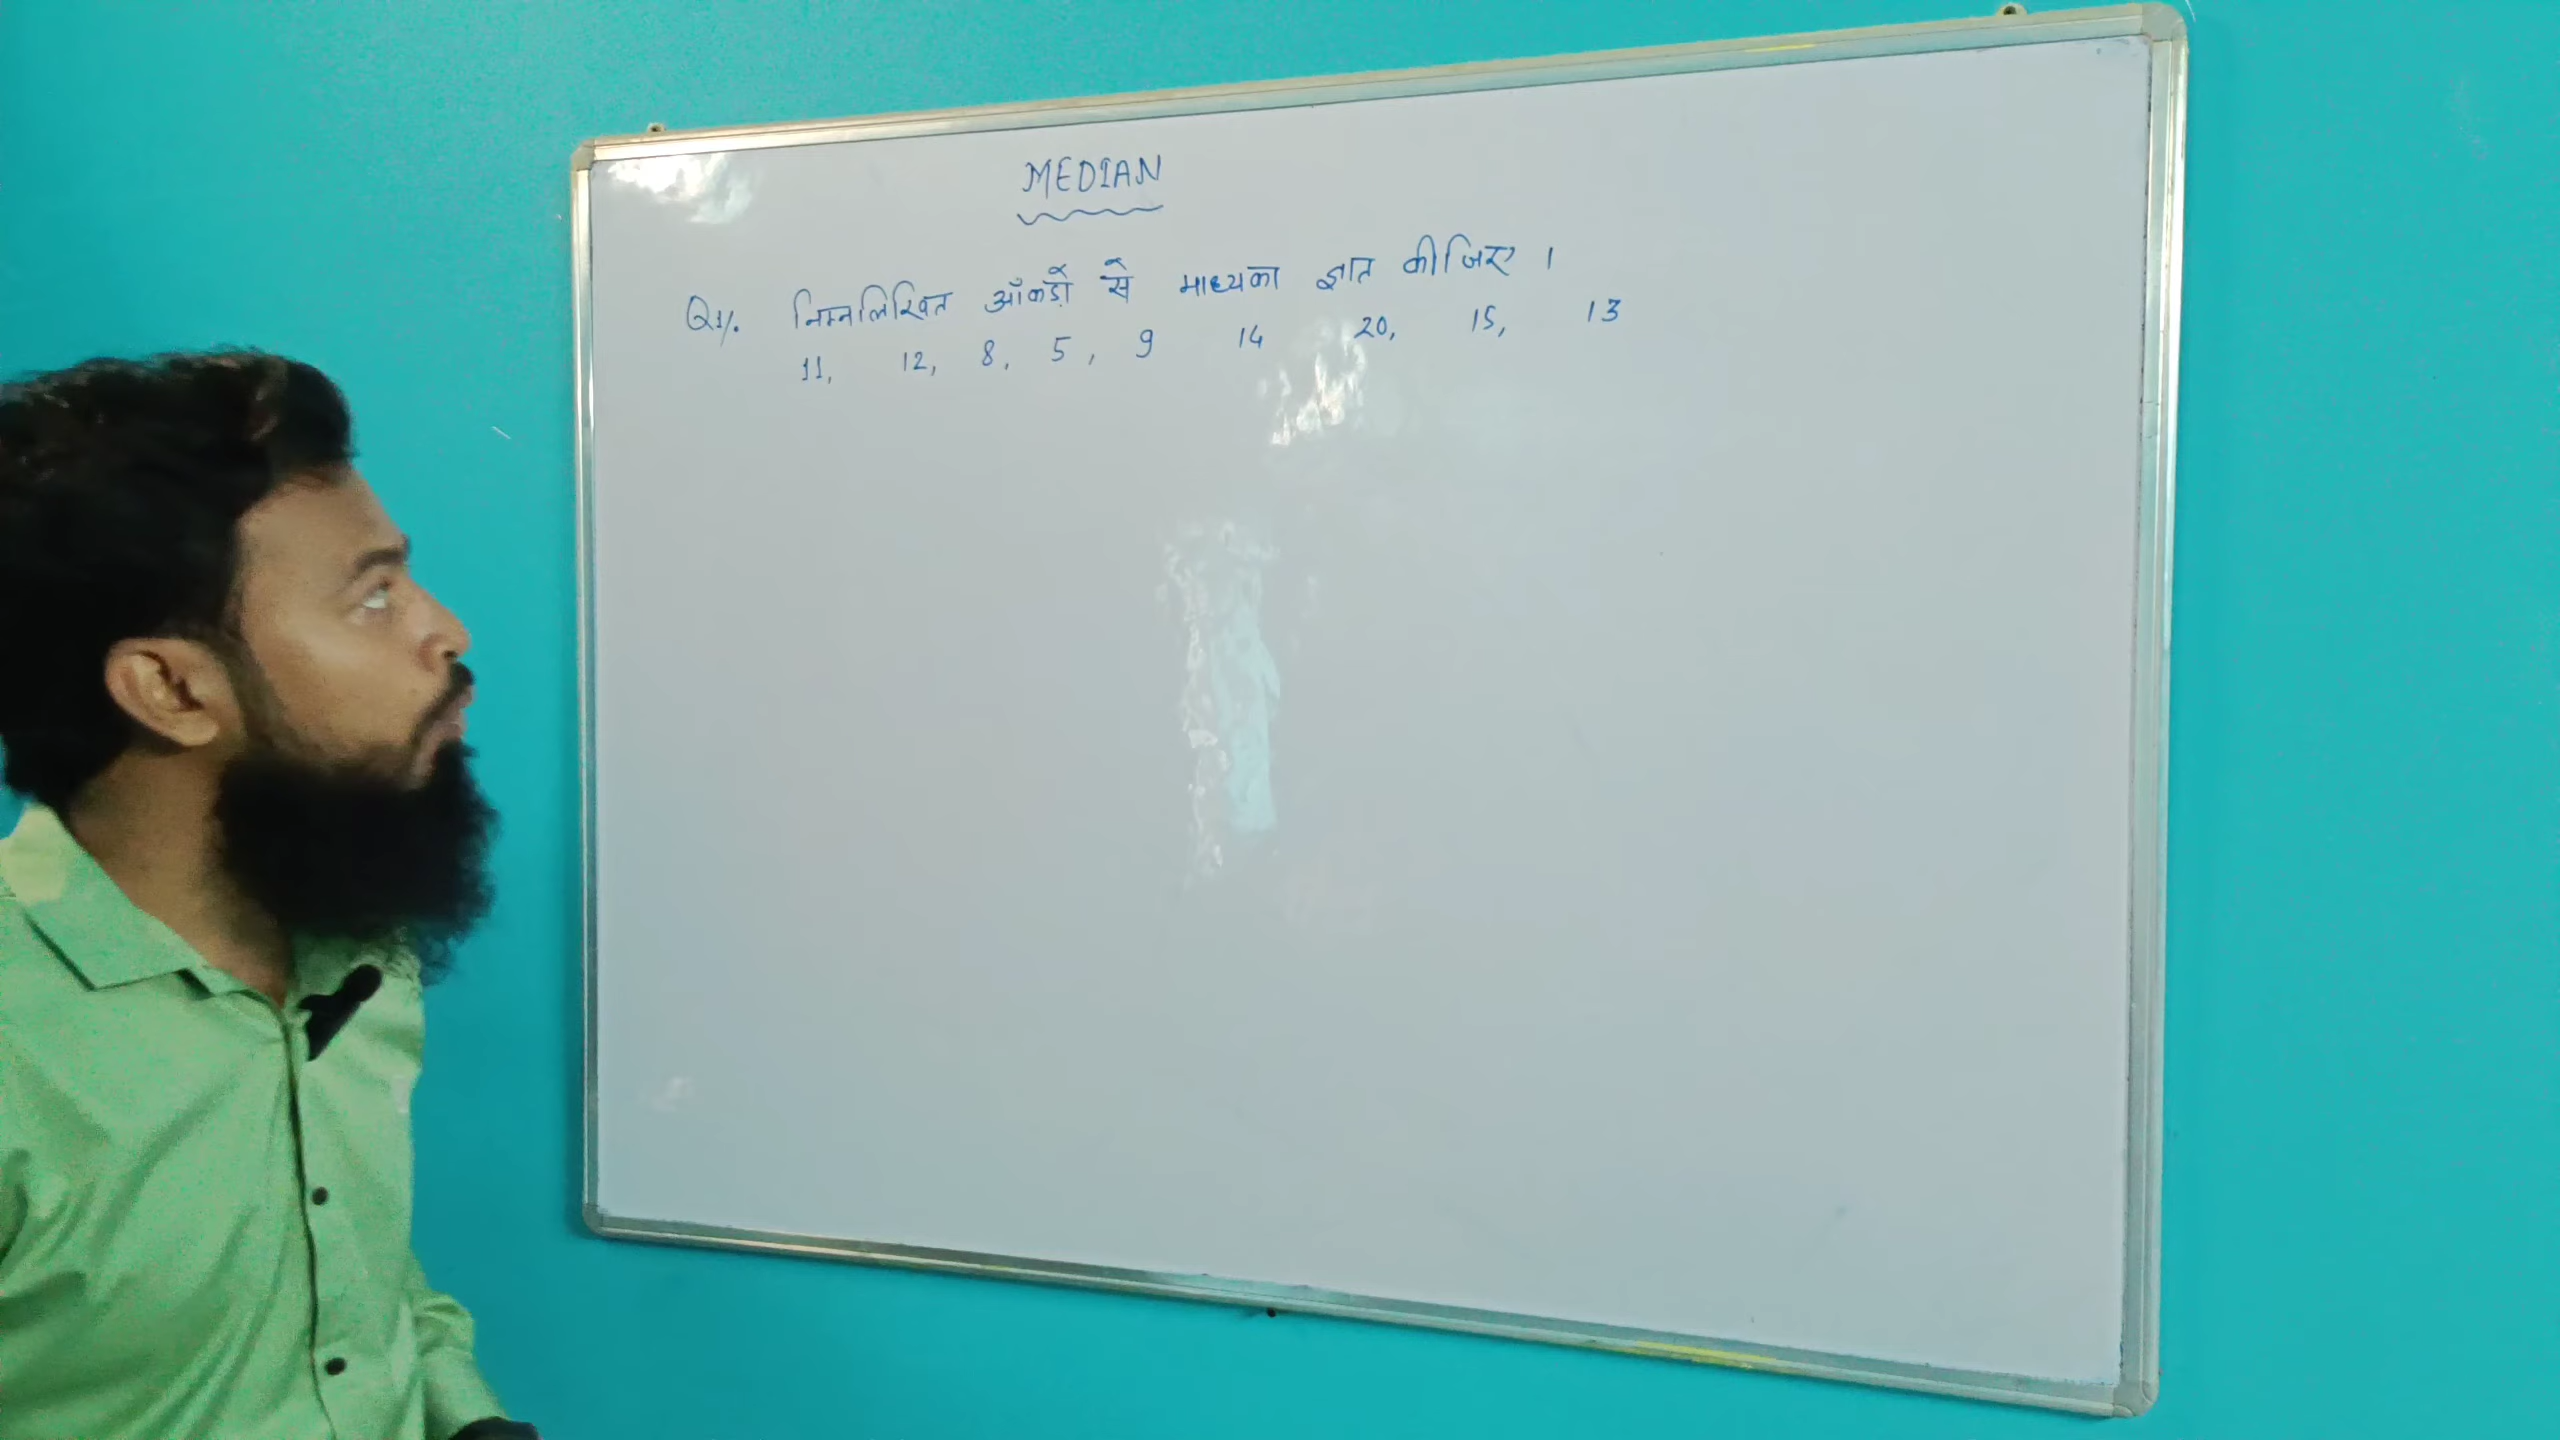 MEDIAN
Q1/. निम्नलिखित आँकड़ों से माध्यका ज्ञात कीजिए ।
11, 12, 8, 5, 9 14 20, 15, 13